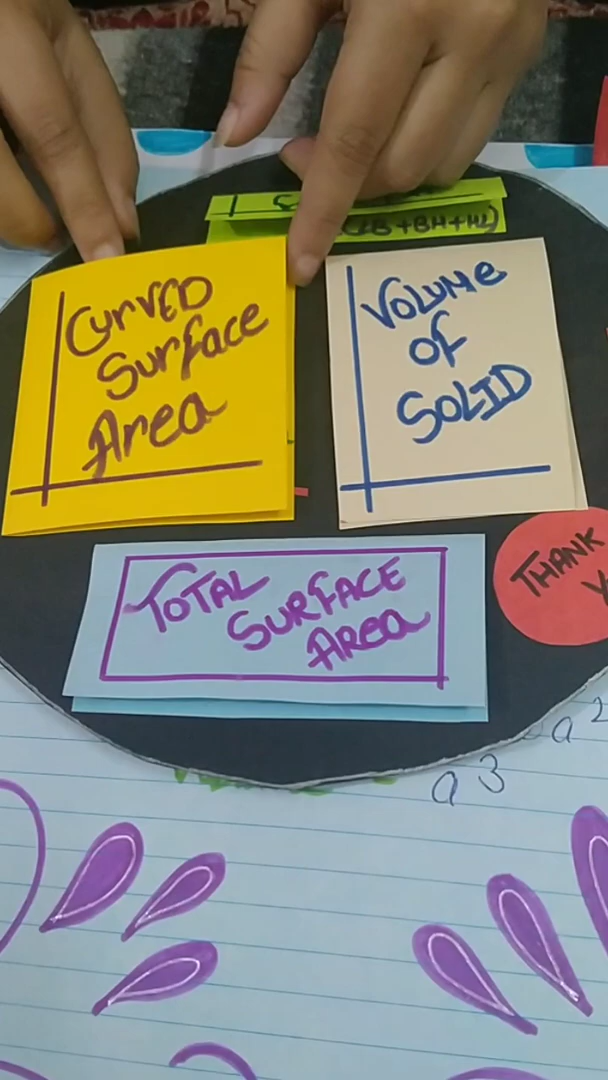 LB+BH+HL)
CURVED
SURFACE
AREA
VOLUME
OF
SOLID
TOTAL
SURFACE
AREA
THANK
Y
a³
a²